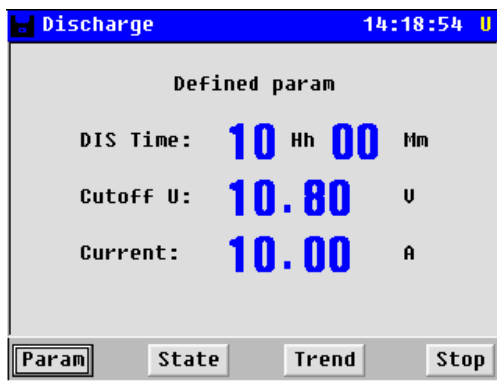 Discharge 14:18:54 U
Defined param
DIS Time: 10 Hh 00 Mm
Cutoff U: 10.80 V
Current: 10.00 A
Param State Trend Stop